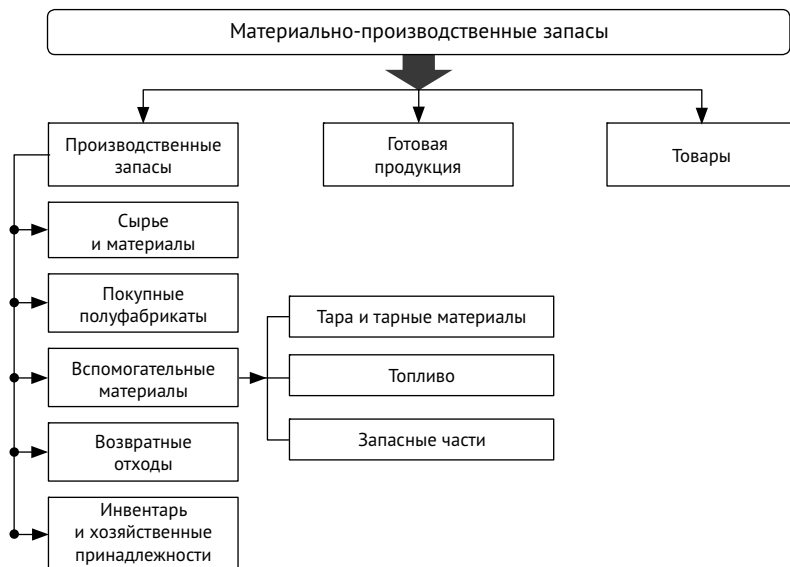 Материально-производственные запасы
Производственные
запасы
Готовая
продукция
Товары
Сырье
и материалы
Покупные
полуфабрикаты
Вспомогательные
материалы
Тара и тарные материалы
Топливо
Запасные части
Возвратные
отходы
Инвентарь
и хозяйственные
принадлежности